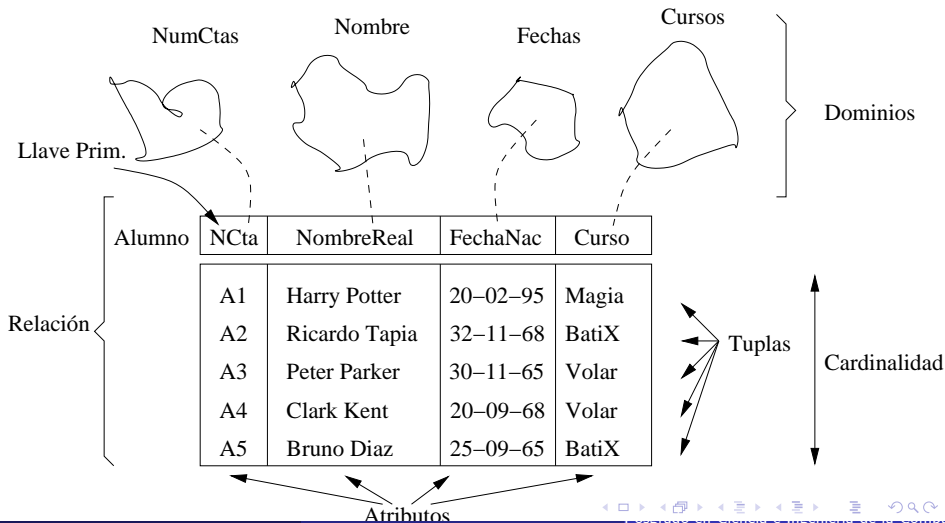 NumCtas
Nombre
Fechas
Cursos
Dominios
Llave Prim.
Alumno
NCta NombreReal FechaNac Curso
A1 Harry Potter 20–02–95 Magia
A2 Ricardo Tapia 32–11–68 BatiX
A3 Peter Parker 30–11–65 Volar
A4 Clark Kent 20–09–68 Volar
A5 Bruno Diaz 25–09–65 BatiX
Relación
Tuplas
Cardinalidad
Atributos